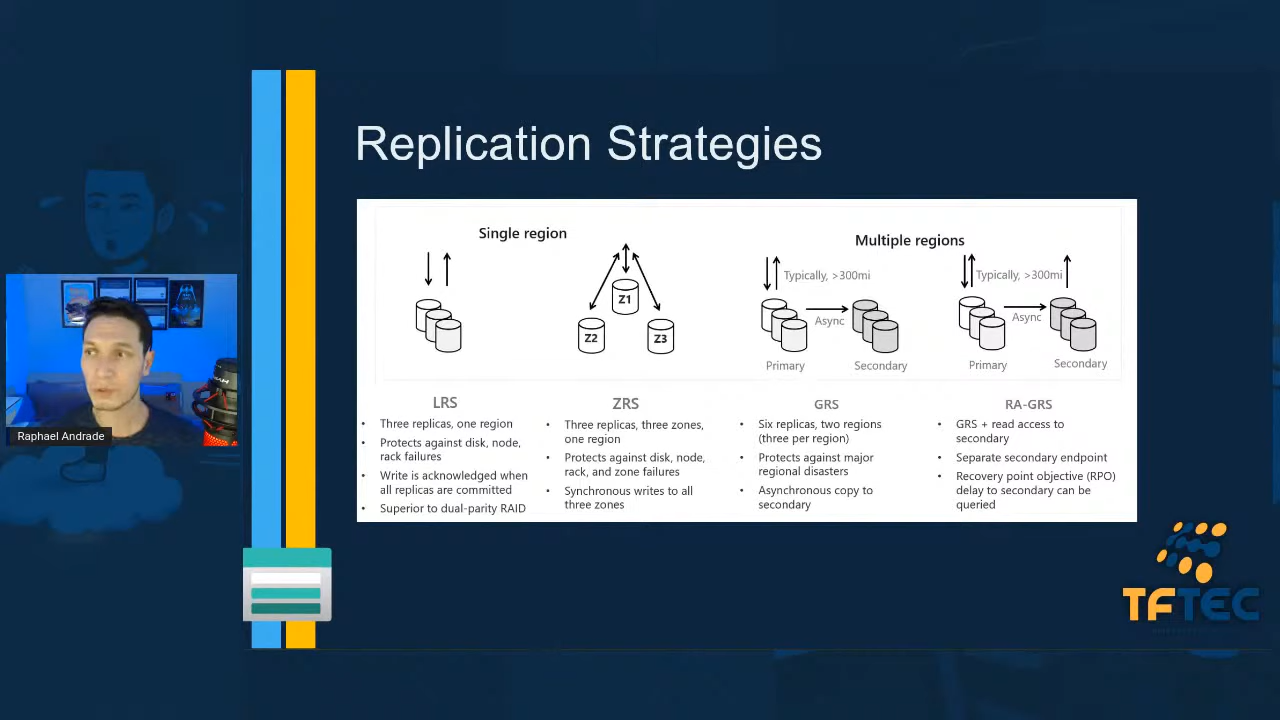 Replication Strategies
Single region
Multiple regions
Typically, >300mi
Typically, >300mi
Z1
Z2
Z3
Async
Async
Primary
Secondary
Primary
Secondary
LRS
Three replicas, one region
Protects against disk, node,
rack failures
Write is acknowledged when
all replicas are committed
Superior to dual-parity RAID
ZRS
Three replicas, three zones,
one region
Protects against disk, node,
rack, and zone failures
Synchronous writes to all
three zones
GRS
Six replicas, two regions
(three per region)
Protects against major
regional disasters
Asynchronous copy to
secondary
RA-GRS
GRS + read access to
secondary
Separate secondary endpoint
Recovery point objective (RPO)
delay to secondary can be
queried
Raphael Andrade
TFTEC